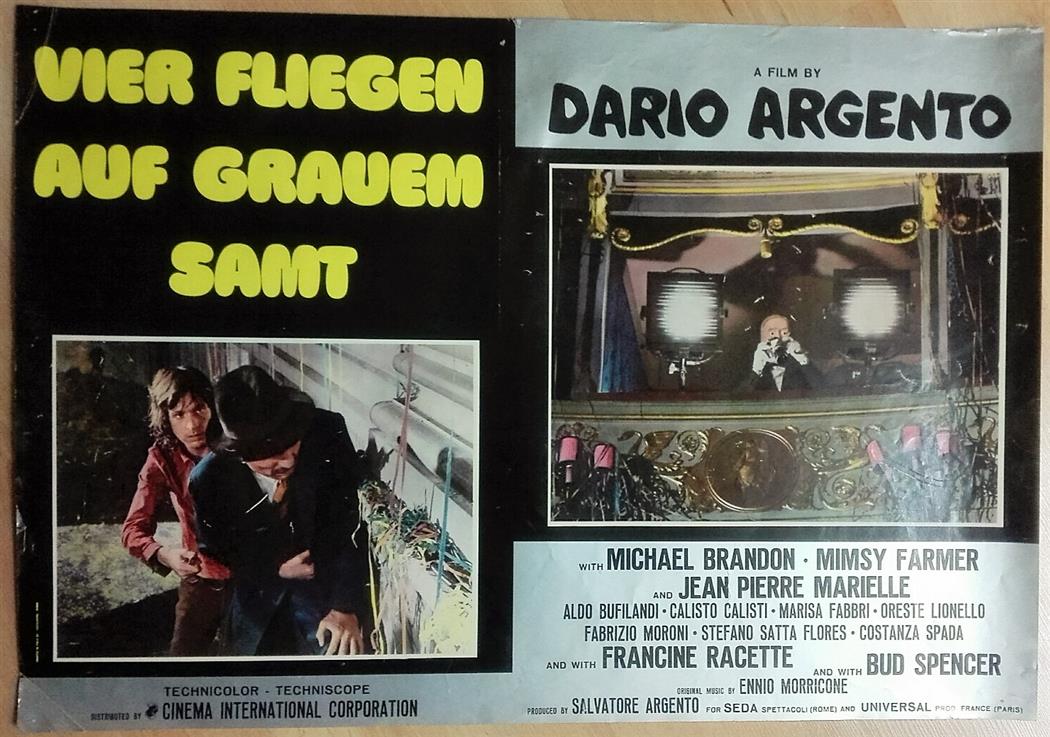 VIER FLIEGEN
AUF GRAUEM
SAMT
TECHNICOLOR - TECHNISCOPE
DISTRIBUTED BY CINEMA INTERNATIONAL CORPORATION
A FILM BY
DARIO ARGENTO
WITH MICHAEL BRANDON · MIMSY FARMER
AND JEAN PIERRE MARIELLE
ALDO BUFILANDI · CALISTO CALISTI · MARISA FABBRI · ORESTE LIONELLO
FABRIZIO MORONI · STEFANO SATTA FLORES · COSTANZA SPADA
AND WITH FRANCINE RACETTE AND WITH BUD SPENCER
ORIGINAL MUSIC BY ENNIO MORRICONE
PRODUCED BY SALVATORE ARGENTO FOR SEDA SPETTACOLI (ROME) AND UNIVERSAL PROD. FRANCE (PARIS)